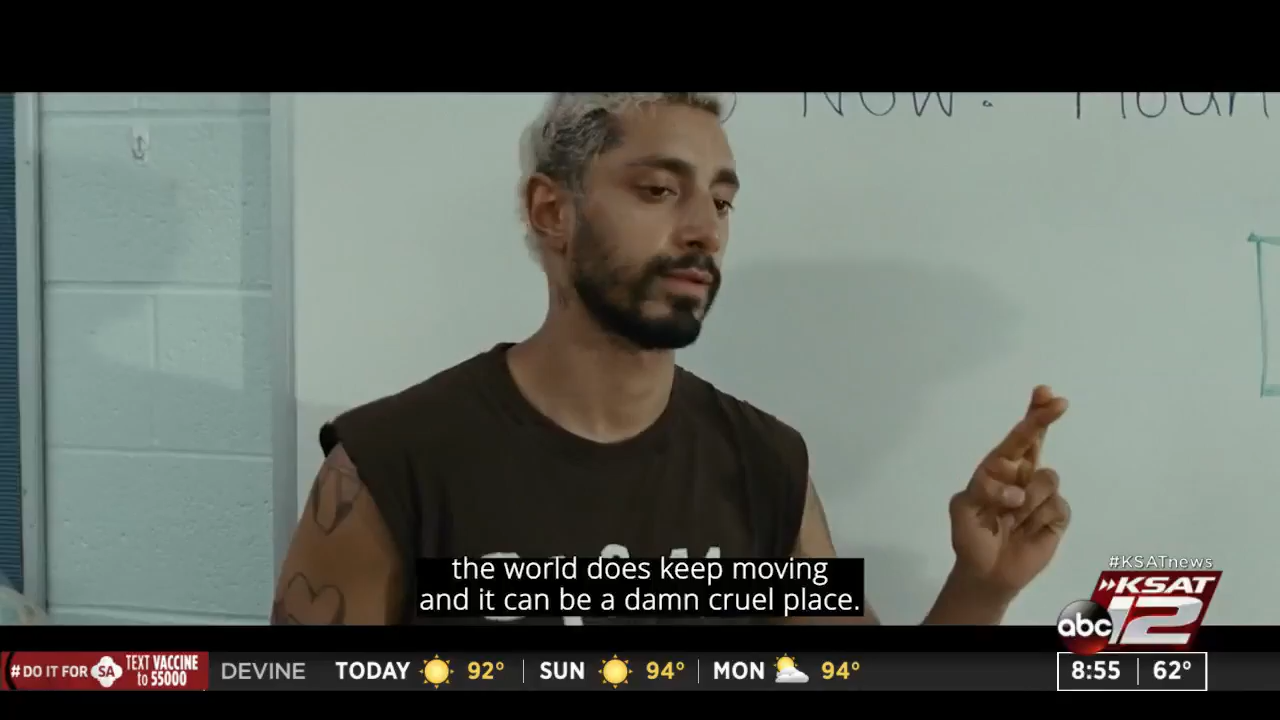 Now:
the world does keep moving
and it can be a damn cruel place.
#KSATnews
KSAT
abc 12
# DO IT FOR SA TEXT VACCINE to 55000
DEVINE TODAY 92° SUN 94° MON 94° 8:55 62°